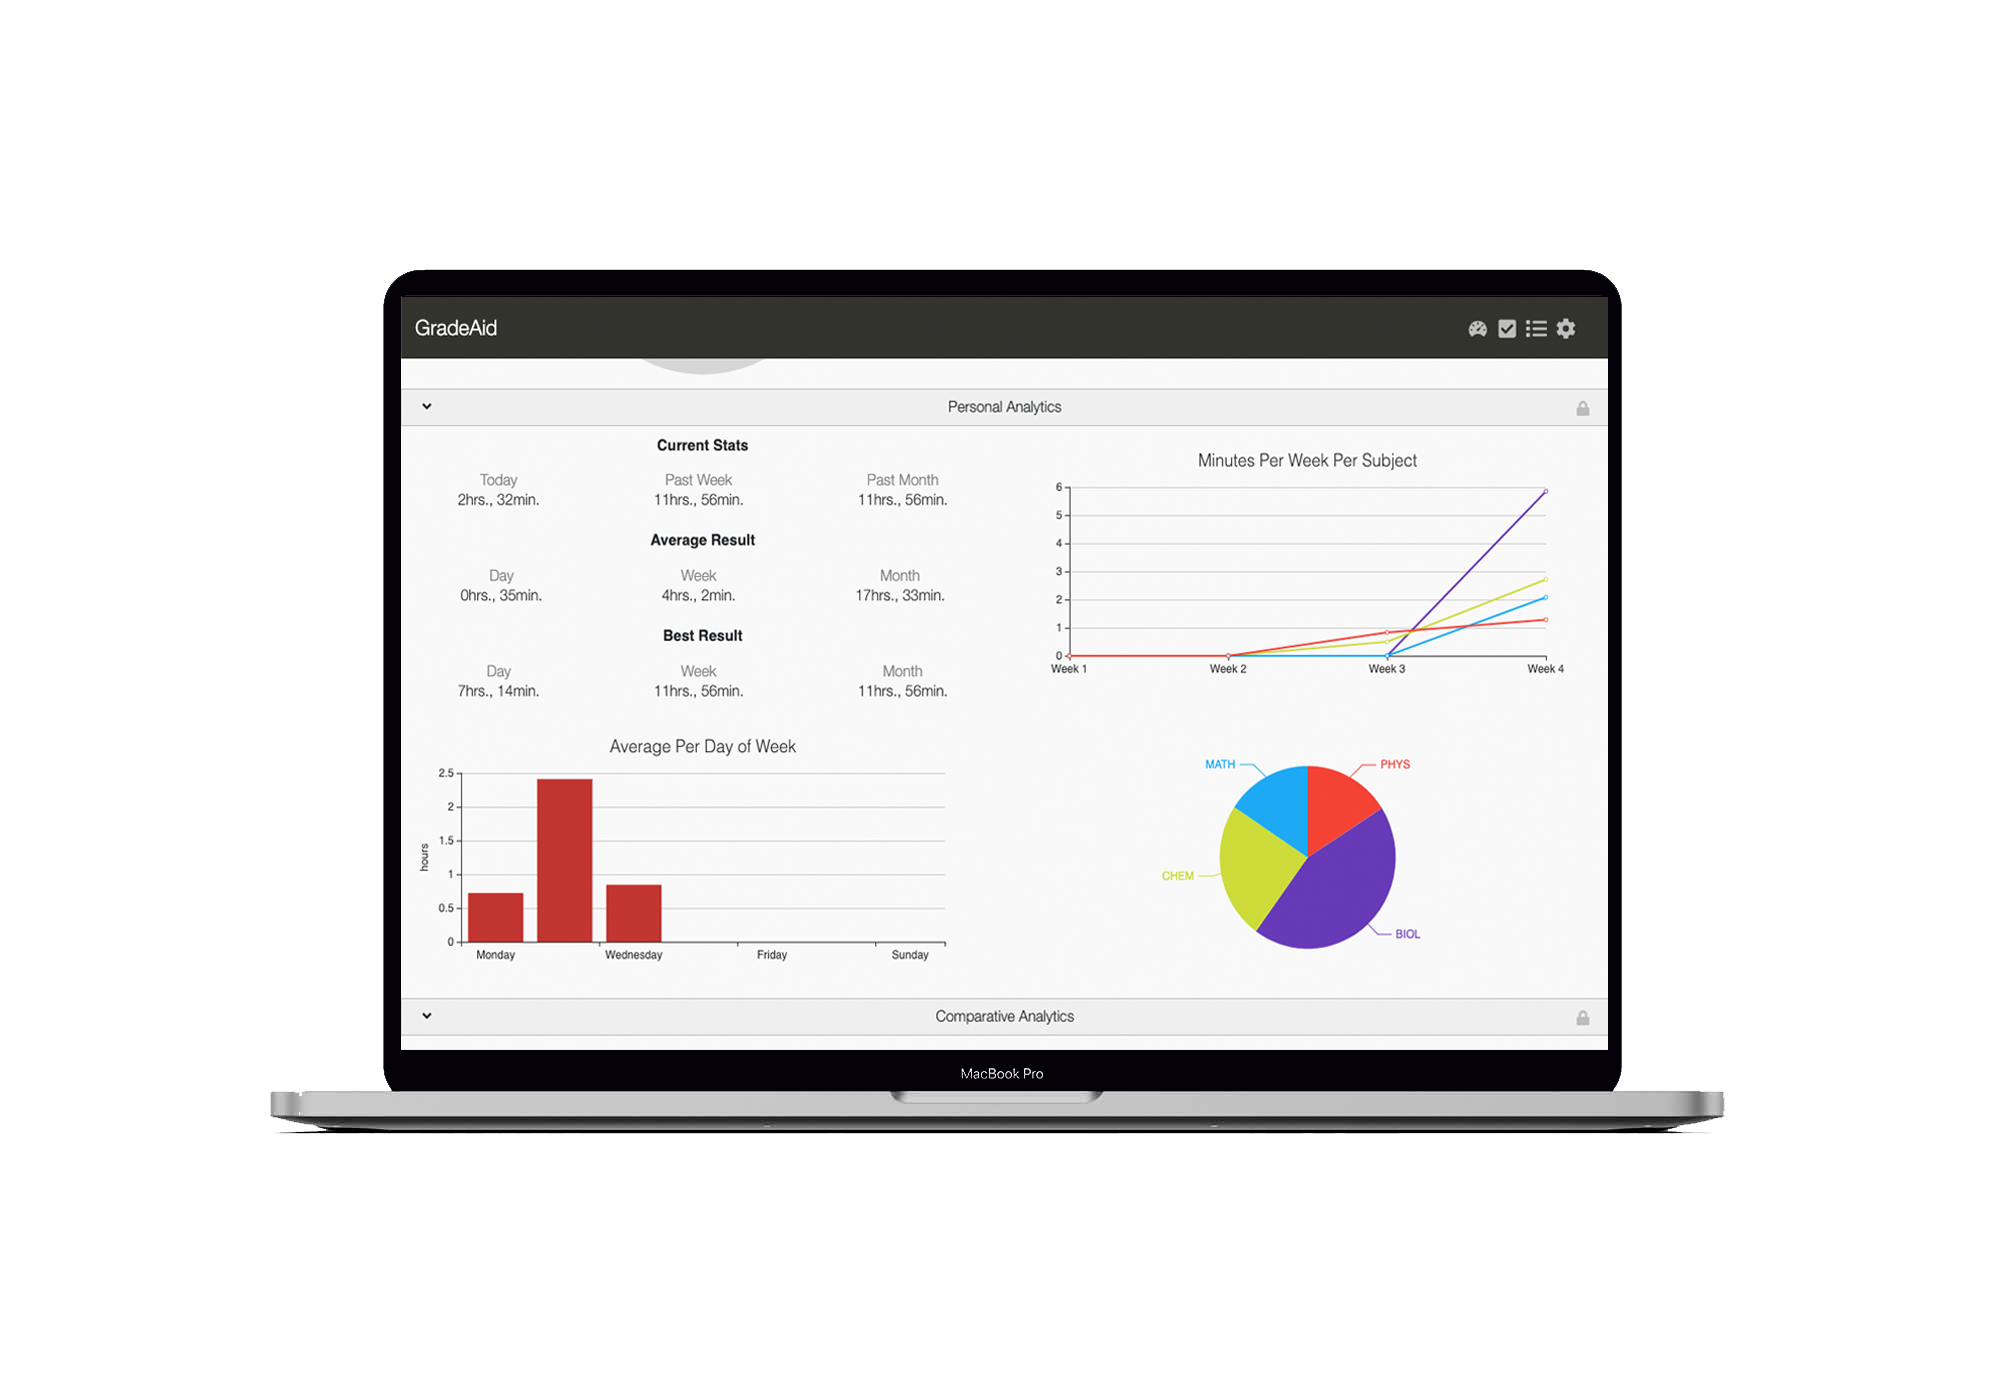 GradeAid
Personal Analytics
Current Stats
Today Past Week Past Month
2hrs., 32min. 11hrs., 56min. 11hrs., 56min.
Average Result
Day Week Month
0hrs., 35min. 4hrs., 2min. 17hrs., 33min.
Best Result
Day Week Month
7hrs., 14min. 11hrs., 56min. 11hrs., 56min.
Minutes Per Week Per Subject
6
5
4
3
2
1
0
Week 1 Week 2 Week 3 Week 4
Average Per Day of Week
2.5
2
1.5
1
0.5
0
hours
Monday Wednesday Friday Sunday
MATH PHYS
CHEM
BIOL
Comparative Analytics
MacBook Pro